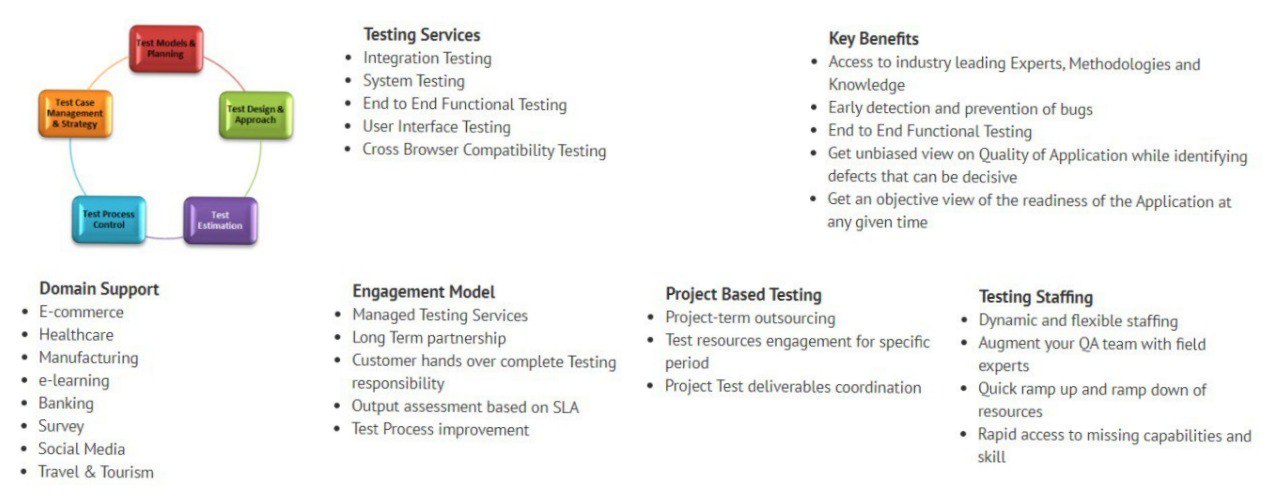 Test Models &
Planning
Test Case
Management
& Strategy
Test Design &
Approach
Test Process
Control
Test
Estimation
Testing Services
• Integration Testing
• System Testing
• End to End Functional Testing
• User Interface Testing
• Cross Browser Compatibility Testing
Key Benefits
• Access to industry leading Experts, Methodologies and
Knowledge
• Early detection and prevention of bugs
• End to End Functional Testing
• Get unbiased view on Quality of Application while identifying
defects that can be decisive
• Get an objective view of the readiness of the Application at
any given time
Domain Support
• E-commerce
• Healthcare
• Manufacturing
• e-learning
• Banking
• Survey
• Social Media
• Travel & Tourism
Engagement Model
• Managed Testing Services
• Long Term partnership
• Customer hands over complete Testing
responsibility
• Output assessment based on SLA
• Test Process improvement
Project Based Testing
• Project-term outsourcing
• Test resources engagement for specific
period
• Project Test deliverables coordination
Testing Staffing
• Dynamic and flexible staffing
• Augment your QA team with field
experts
• Quick ramp up and ramp down of
resources
• Rapid access to missing capabilities and
skill